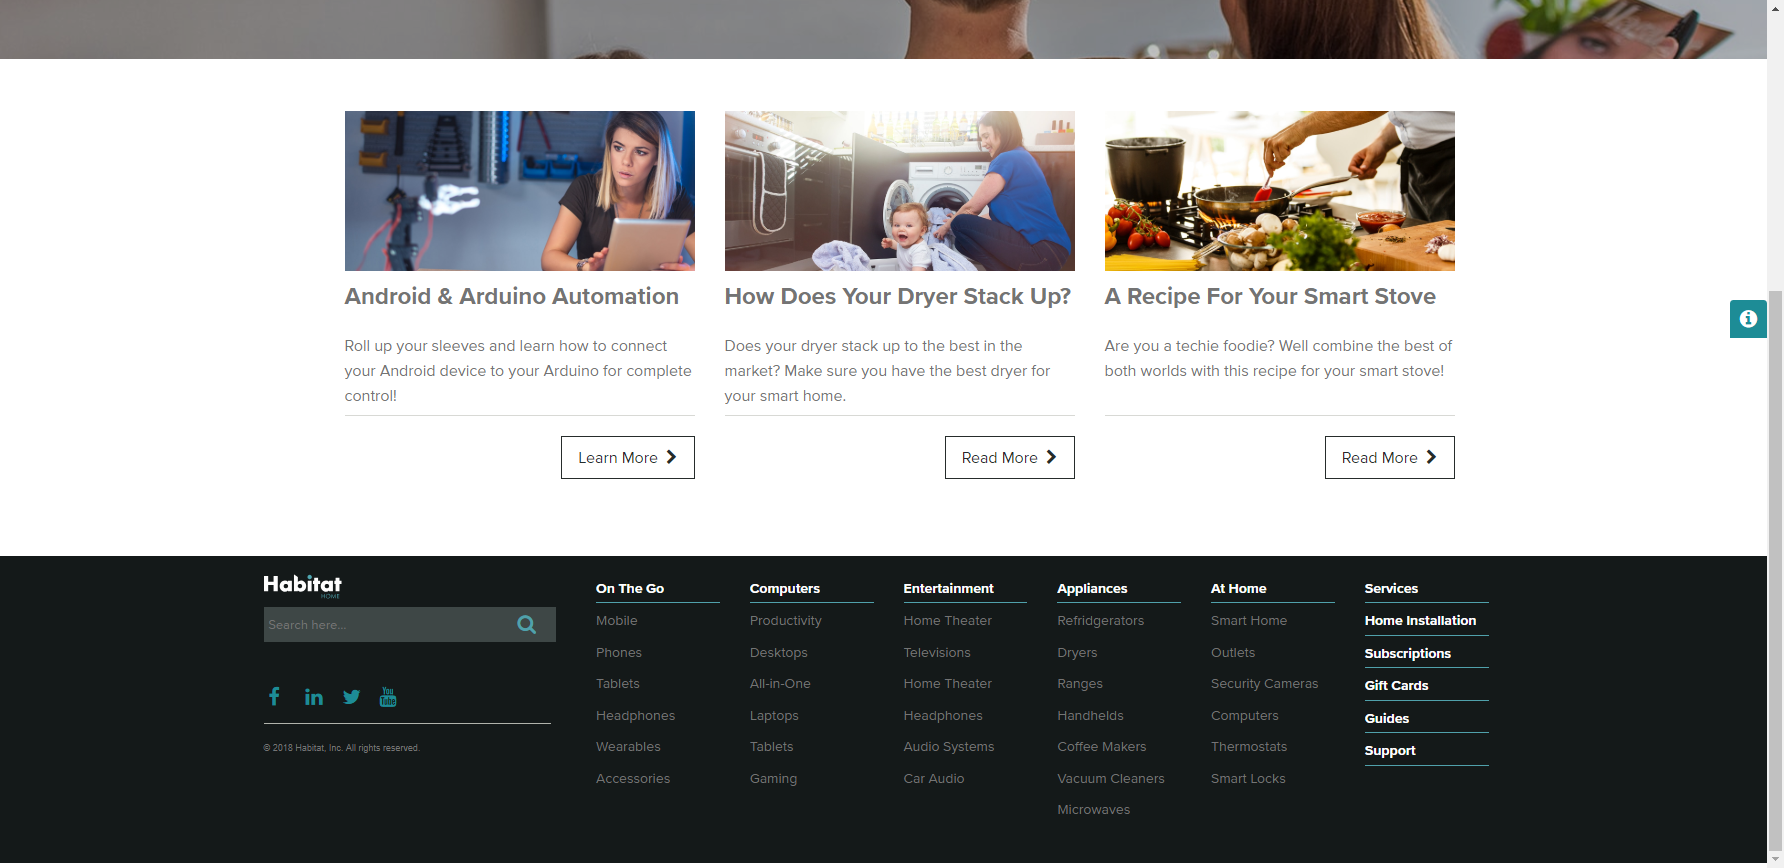 Android & Arduino Automation
Roll up your sleeves and learn how to connect
your Android device to your Arduino for complete
control!
Learn More
How Does Your Dryer Stack Up?
Does your dryer stack up to the best in the
market? Make sure you have the best dryer for
your smart home.
Read More
A Recipe For Your Smart Stove
Are you a techie foodie? Well combine the best of
both worlds with this recipe for your smart stove!
Read More
Habitat
HOME
Search here...
You
Tube
© 2018 Habitat, Inc. All rights reserved.
On The Go
Mobile
Phones
Tablets
Headphones
Wearables
Accessories
Computers
Productivity
Desktops
All-in-One
Laptops
Tablets
Gaming
Entertainment
Home Theater
Televisions
Home Theater
Headphones
Audio Systems
Car Audio
Appliances
Refridgerators
Dryers
Ranges
Handhelds
Coffee Makers
Vacuum Cleaners
Microwaves
At Home
Smart Home
Outlets
Security Cameras
Computers
Thermostats
Smart Locks
Services
Home Installation
Subscriptions
Gift Cards
Guides
Support